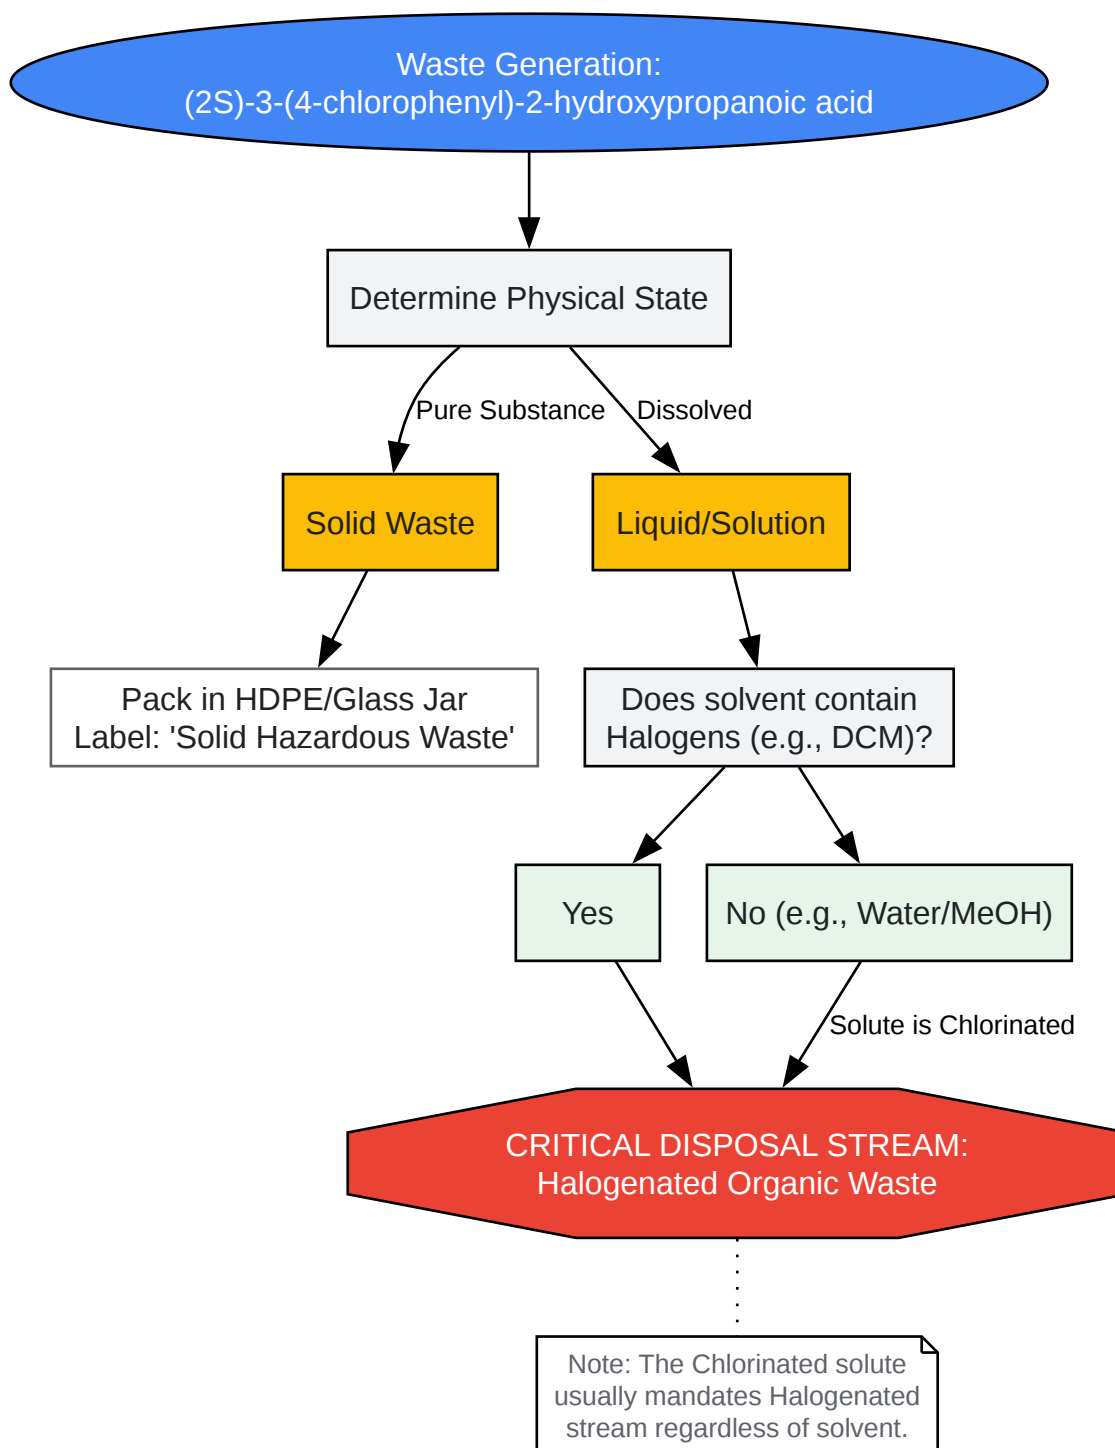 Waste Generation:
(2S)-3-(4-chlorophenyl)-2-hydroxypropanoic acid
Determine Physical State
Pure Substance
Dissolved
Solid Waste
Liquid/Solution
Pack in HDPE/Glass Jar
Label: 'Solid Hazardous Waste'
Does solvent contain
Halogens (e.g., DCM)?
Yes
No (e.g., Water/MeOH)
Solute is Chlorinated
CRITICAL DISPOSAL STREAM:
Halogenated Organic Waste
Note: The Chlorinated solute
usually mandates Halogenated
stream regardless of solvent.